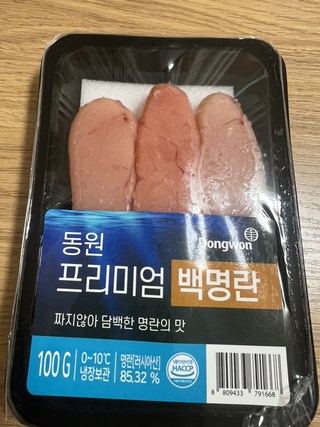 동원
Dongwon
프리미엄 백명란
짜지않아 담백한 명란의 맛
100G
0~10℃
냉장보관
명란(러시아산)
85.32 %
HACCP
8 809433 791668